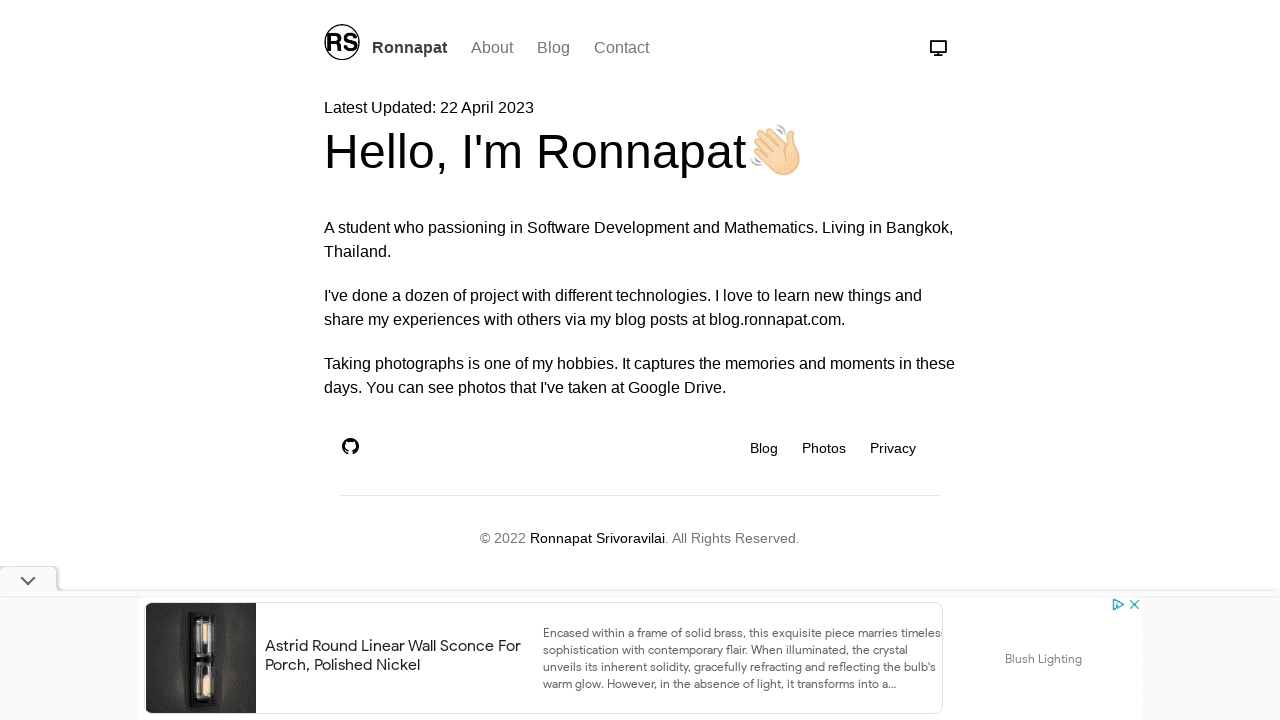 RS
Ronnapat About Blog Contact
Latest Updated: 22 April 2023
Hello, I'm Ronnapat
A student who passioning in Software Development and Mathematics. Living in Bangkok,
Thailand.
I've done a dozen of project with different technologies. I love to learn new things and
share my experiences with others via my blog posts at blog.ronnapat.com.
Taking photographs is one of my hobbies. It captures the memories and moments in these
days. You can see photos that I've taken at Google Drive.
Blog Photos Privacy
© 2022 Ronnapat Srivoravilai. All Rights Reserved.
Astrid Round Linear Wall Sconce For
Porch, Polished Nickel
Encased within a frame of solid brass, this exquisite piece marries timeless
sophistication with contemporary flair. When illuminated, the crystal
unveils its inherent solidity, gracefully refracting and reflecting the bulb's
warm glow. However, in the absence of light, it transforms into a...
Blush Lighting